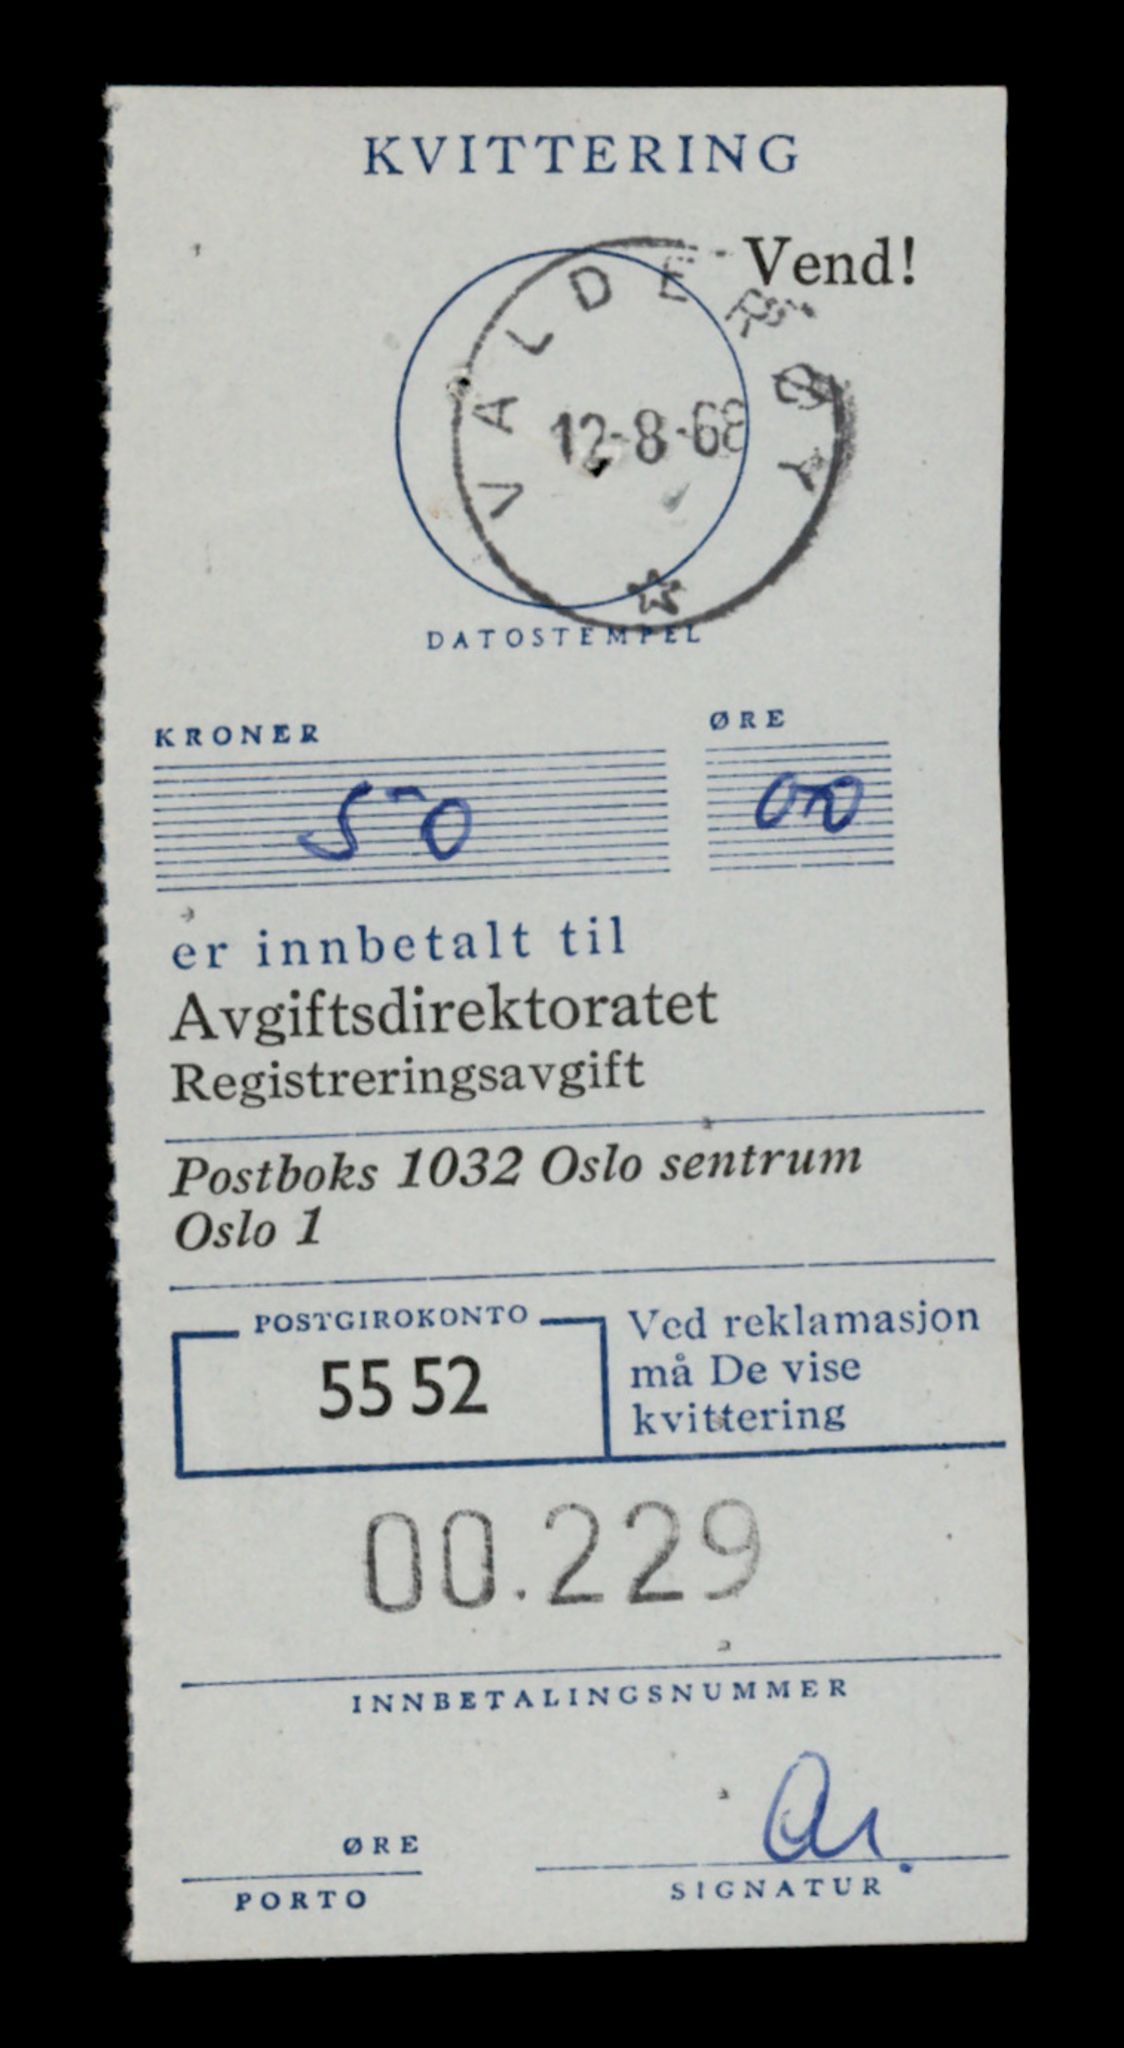 KVITTERING
Vend!
VALDERØY
12-8-68
DATOSTEMPEL
KRONER ØRE
50 00
er innbetalt til
Avgiftsdirektoratet
Registreringsavgift
Postboks 1032 Oslo sentrum
Oslo 1
POSTGIROKONTO
55 52
Ved reklamasjon
må De vise
kvittering
00.229
INNBETALINGSNUMMER
ØRE
PORTO
SIGNATUR